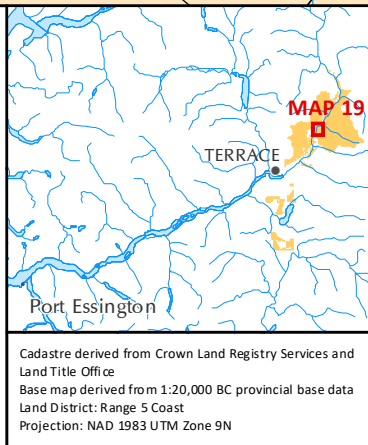 MAP 19
TERRACE
Port Essington
Cadastre derived from Crown Land Registry Services and
Land Title Office
Base map derived from 1:20,000 BC provincial base data
Land District: Range 5 Coast
Projection: NAD 1983 UTM Zone 9N